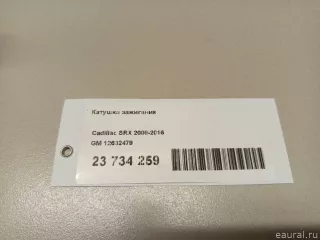 Катушка зажигания
Cadillac SRX 2009-2016
GM 12632479
23 734 259
eaural.ru